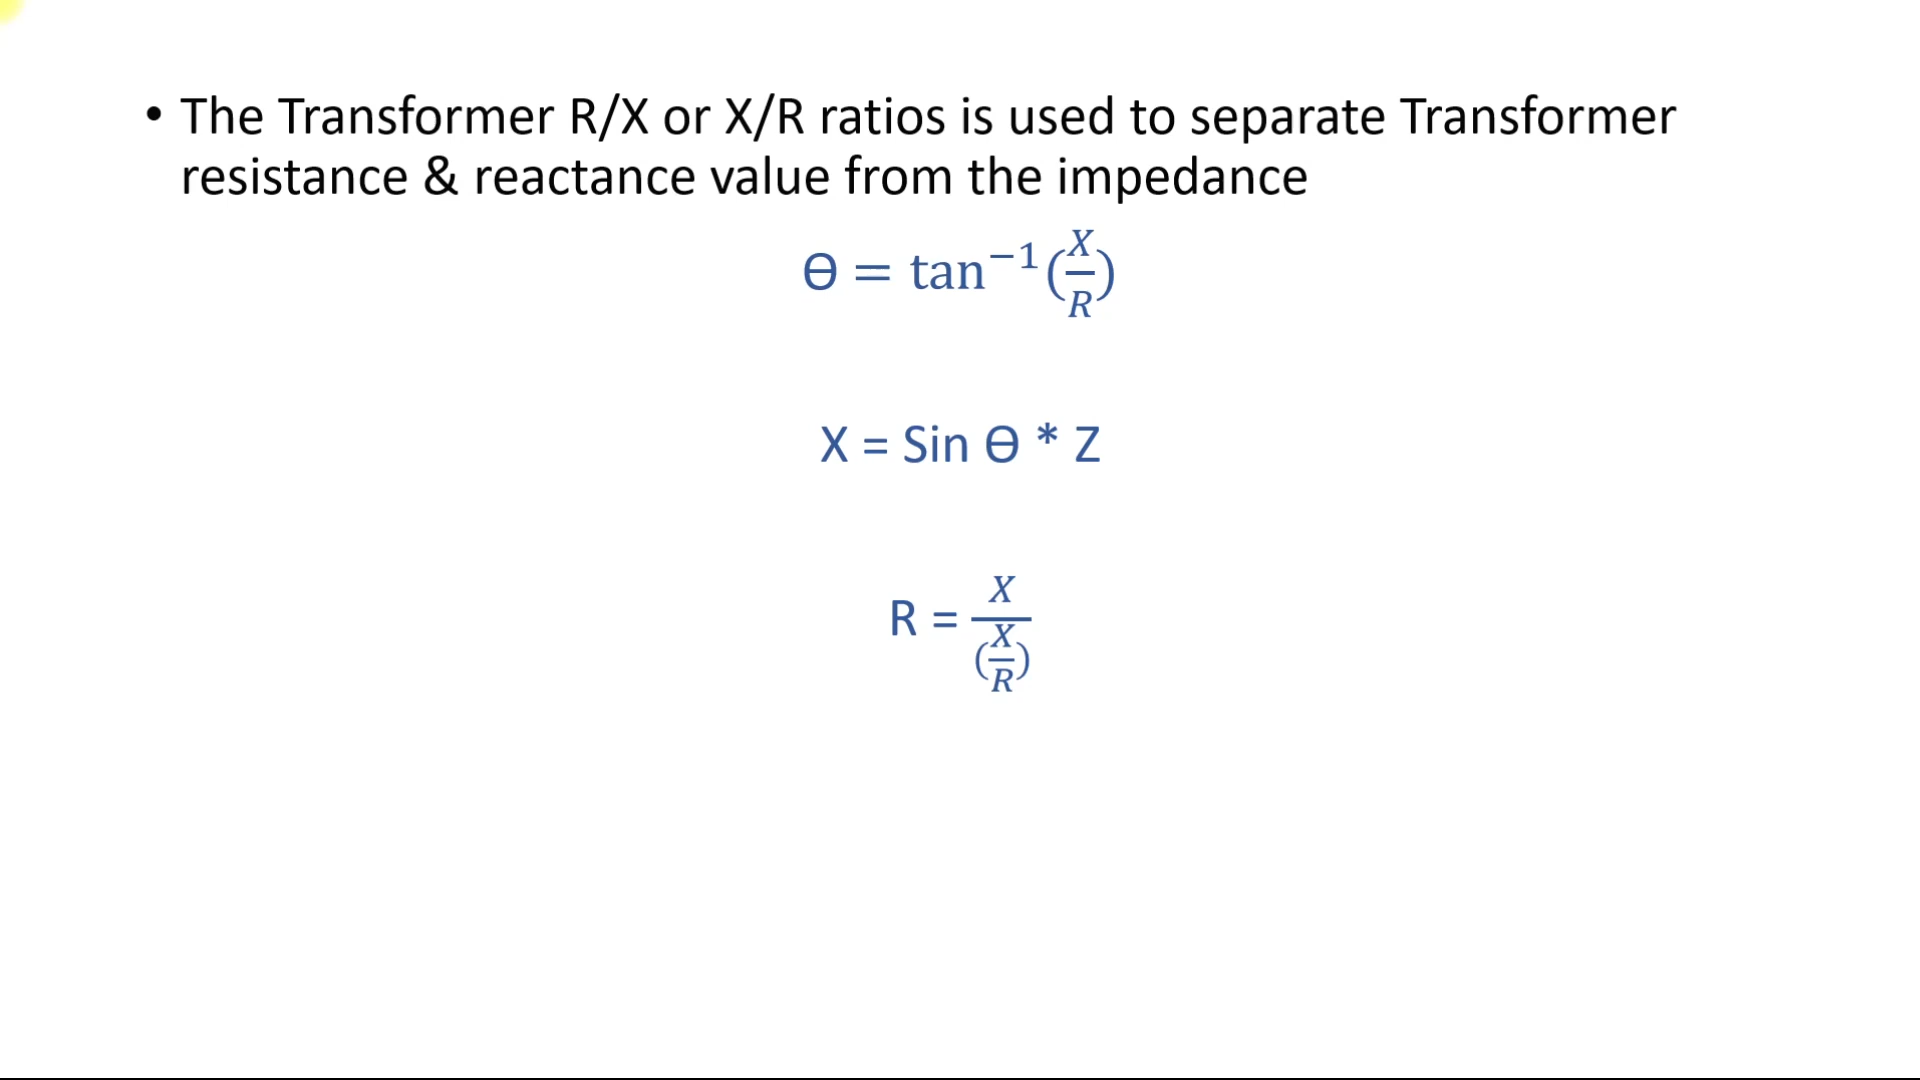 • The Transformer R/X or X/R ratios is used to separate Transformer
resistance & reactance value from the impedance
ϴ = tan⁻¹(X/R)
X = Sin ϴ * Z
R = X/(X/R)